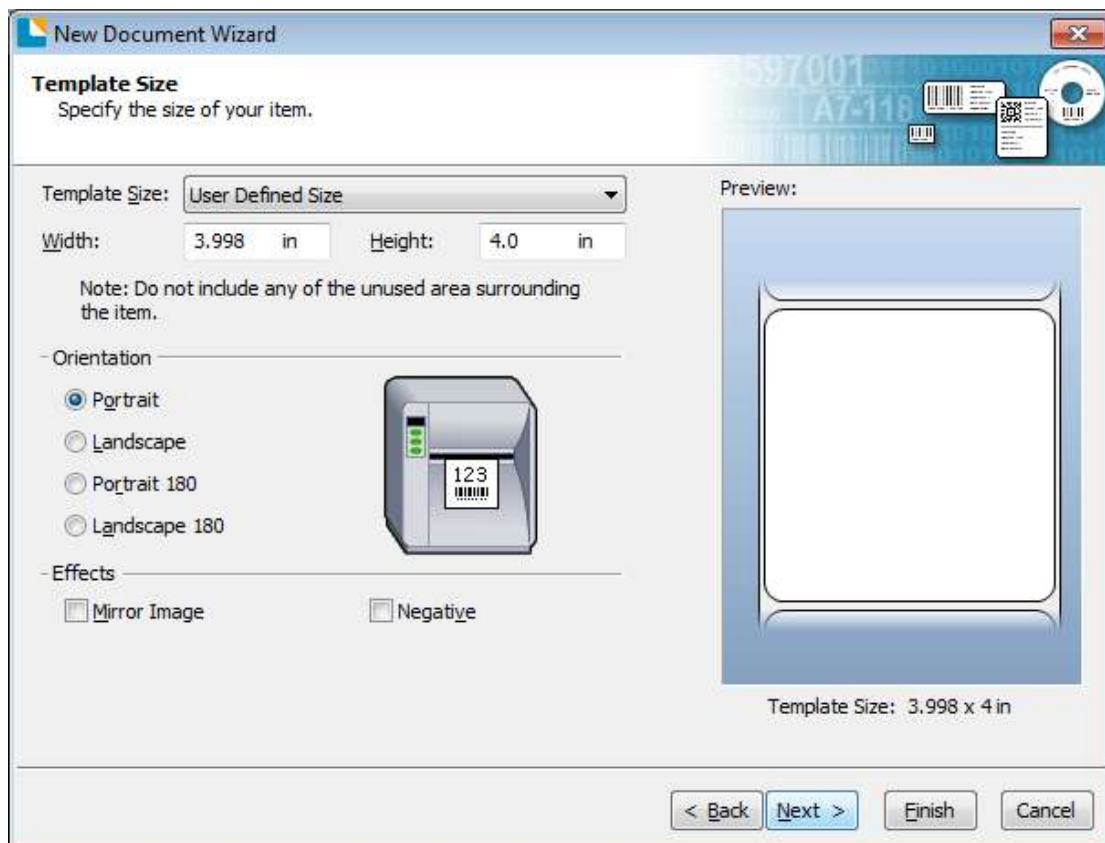 New Document Wizard
Template Size
Specify the size of your item.
3597001
A7-118
Template Size: User Defined Size
Preview:
Width: 3.998 in Height: 4.0 in
Note: Do not include any of the unused area surrounding
the item.
Orientation
Portrait
Landscape
Portrait 180
Landscape 180
123
Effects
Mirror Image Negative
Template Size: 3.998 x 4 in
< Back Next > Finish Cancel